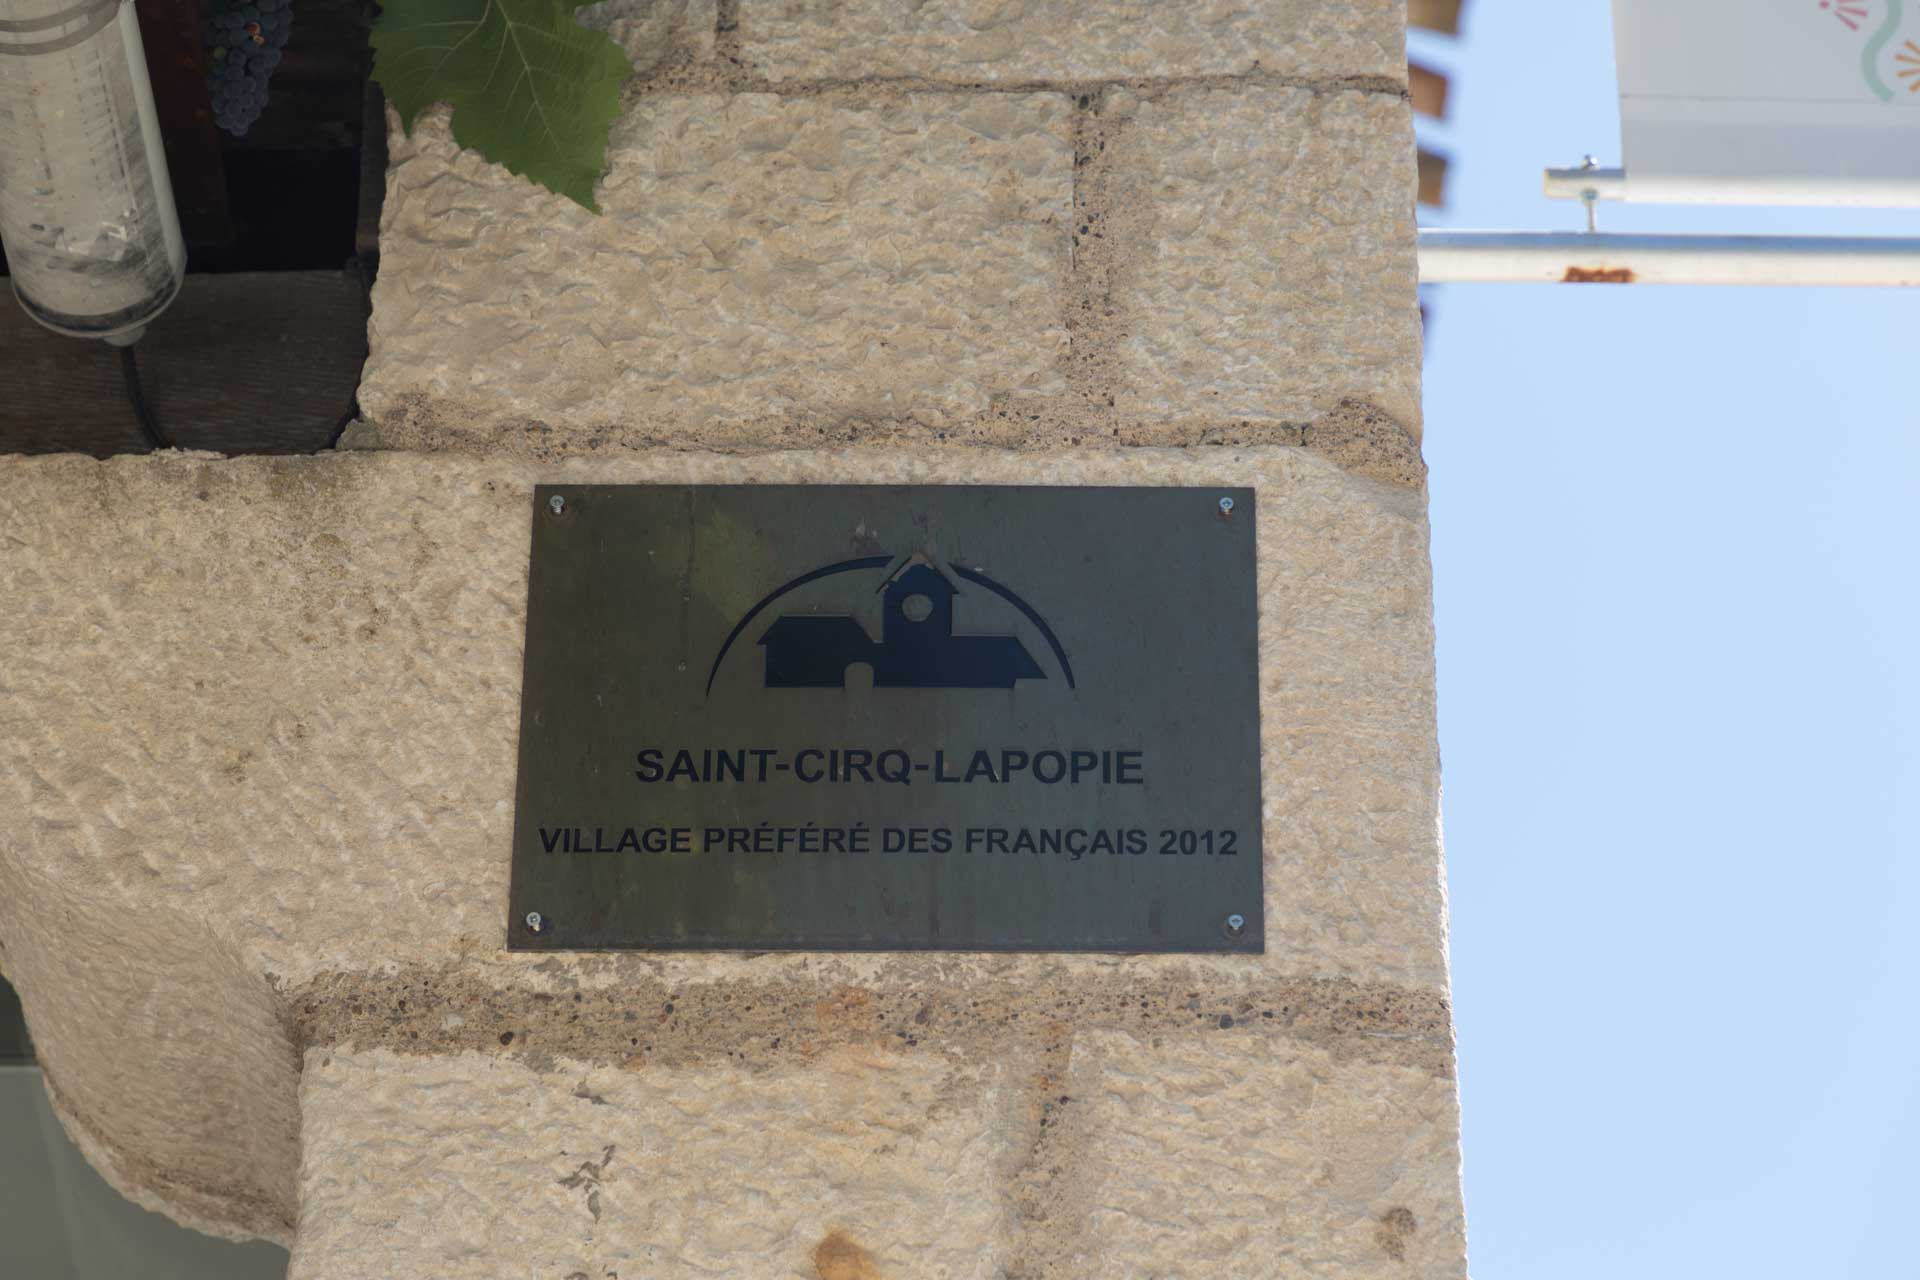 SAINT-CIRQ-LAPOPIE
VILLAGE PRÉFÉRÉ DES FRANÇAIS 2012